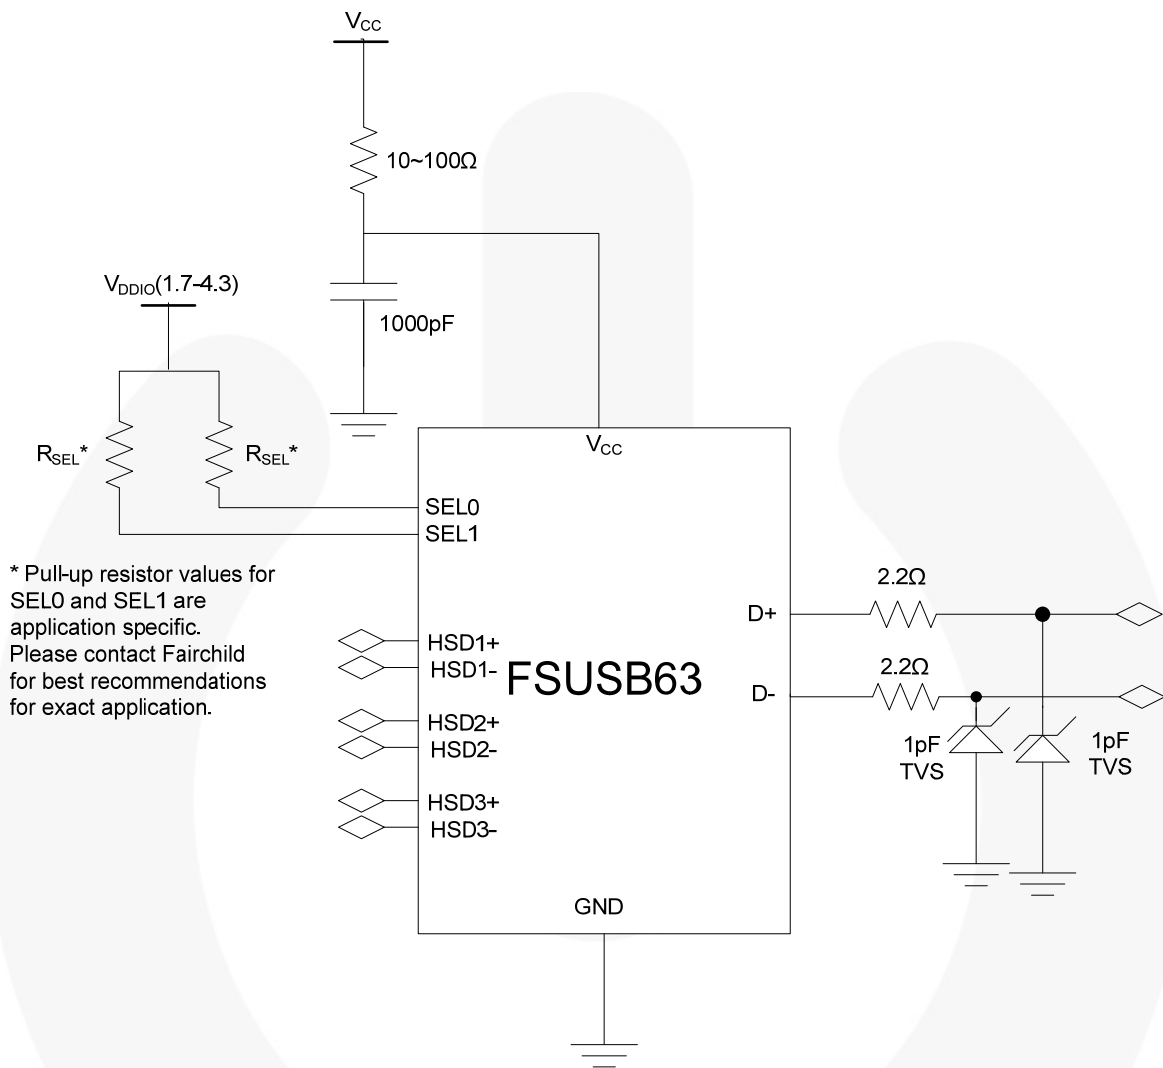 VCC
10~100Ω
VDDIO(1.7-4.3)
1000pF
RSEL*
RSEL*
VCC
SEL0
SEL1
* Pull-up resistor values for
SEL0 and SEL1 are
application specific.
Please contact Fairchild
for best recommendations
for exact application.
HSD1+
HSD1-
HSD2+
HSD2-
HSD3+
HSD3-
FSUSB63
D+
D-
2.2Ω
2.2Ω
1pF
TVS
1pF
TVS
GND